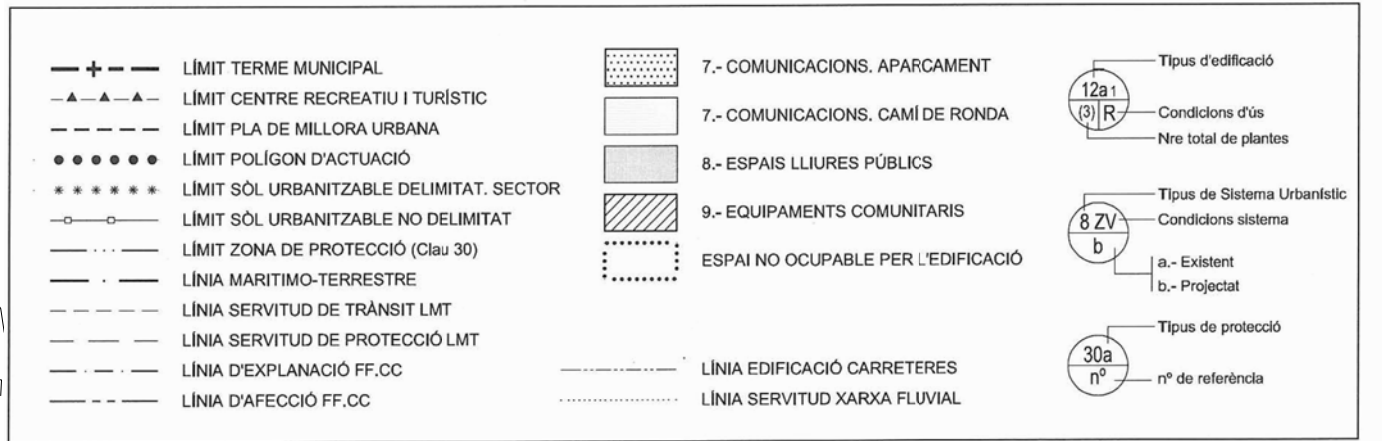 LÍMIT TERME MUNICIPAL
LÍMIT CENTRE RECREATIU I TURÍSTIC
LÍMIT PLA DE MILLORA URBANA
LÍMIT POLÍGON D'ACTUACIÓ
LÍMIT SÒL URBANITZABLE DELIMITAT. SECTOR
LÍMIT SÒL URBANITZABLE NO DELIMITAT
LÍMIT ZONA DE PROTECCIÓ (Clau 30)
LÍNIA MARITIMO-TERRESTRE
LÍNIA SERVITUD DE TRÀNSIT LMT
LÍNIA SERVITUD DE PROTECCIÓ LMT
LÍNIA D'EXPLANACIÓ FF.CC
LÍNIA D'AFECCIÓ FF.CC
7.- COMUNICACIONS. APARCAMENT
7.- COMUNICACIONS. CAMÍ DE RONDA
8.- ESPAIS LLIURES PÚBLICS
9.- EQUIPAMENTS COMUNITARIS
ESPAI NO OCUPABLE PER L'EDIFICACIÓ
LÍNIA EDIFICACIÓ CARRETERES
LÍNIA SERVITUD XARXA FLUVIAL
Tipus d'edificació
12a1
(3) R
Condicions d'ús
Nre total de plantes
Tipus de Sistema Urbanístic
8 ZV
Condicions sistema
b
a.- Existent
b.- Projectat
Tipus de protecció
30a
nº
nº de referència